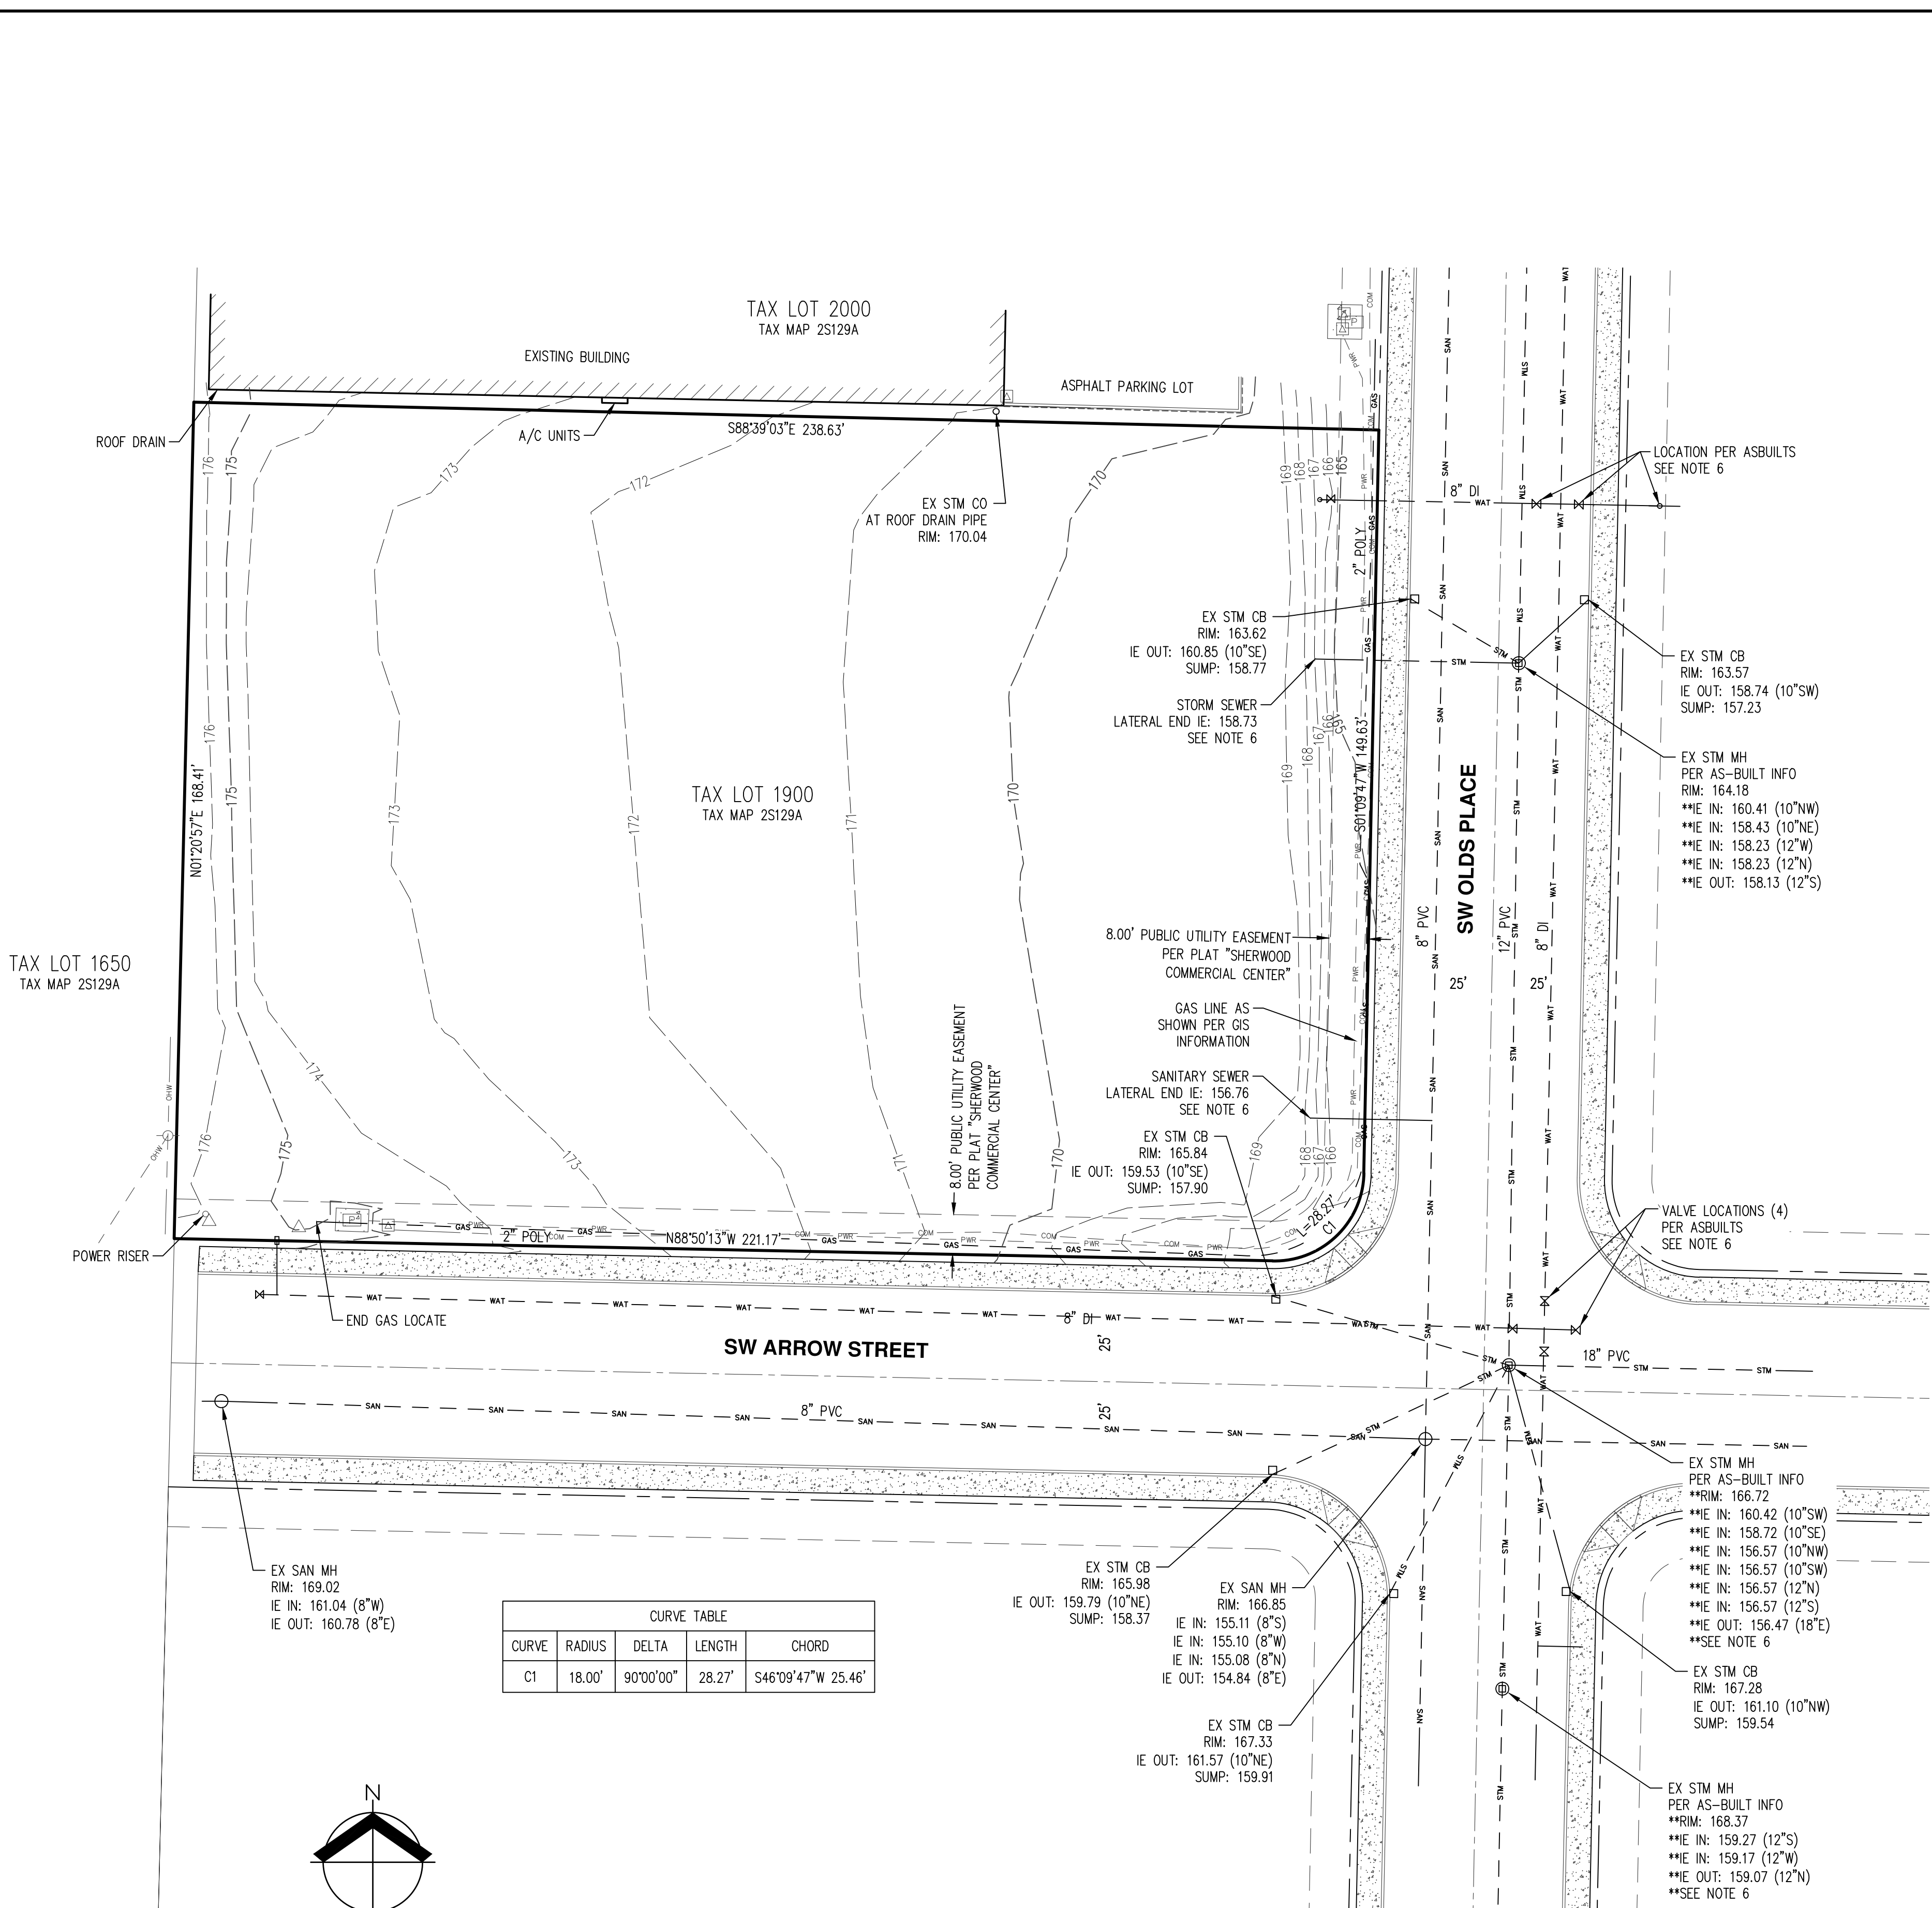 TAX LOT 2000
TAX MAP 2S129A
EXISTING BUILDING
ASPHALT PARKING LOT
ROOF DRAIN
A/C UNITS
S88°39'03"E 238.63'
EX STM CO
AT ROOF DRAIN PIPE
RIM: 170.04
8" DI
LOCATION PER ASBUILTS
SEE NOTE 6
2" POLY
EX STM CB
RIM: 163.62
IE OUT: 160.85 (10"SE)
SUMP: 158.77
STORM SEWER
LATERAL END IE: 158.73
SEE NOTE 6
EX STM CB
RIM: 163.57
IE OUT: 158.74 (10"SW)
SUMP: 157.23
EX STM MH
PER AS-BUILT INFO
RIM: 164.18
**IE IN: 160.41 (10"NW)
**IE IN: 158.43 (10"NE)
**IE IN: 158.23 (12"W)
**IE IN: 158.23 (12"N)
**IE OUT: 158.13 (12"S)
N01°20'57"E 168.41'
TAX LOT 1900
TAX MAP 2S129A
S01°09'47"W 149.63'
SW OLDS PLACE
8" PVC
12" PVC
8" DI
25'
25'
TAX LOT 1650
TAX MAP 2S129A
8.00' PUBLIC UTILITY EASEMENT
PER PLAT "SHERWOOD
COMMERCIAL CENTER"
GAS LINE AS
SHOWN PER GIS
INFORMATION
SANITARY SEWER
LATERAL END IE: 156.76
SEE NOTE 6
8.00' PUBLIC UTILITY EASEMENT
PER PLAT "SHERWOOD
COMMERCIAL CENTER"
EX STM CB
RIM: 165.84
IE OUT: 159.53 (10"SE)
SUMP: 157.90
176
175
174
173
172
171
170
169
168
167
166
165
L=28.27'
C1
VALVE LOCATIONS (4)
PER ASBUILTS
SEE NOTE 6
POWER RISER
2" POLY
N88°50'13"W 221.17'
END GAS LOCATE
8" DI
SW ARROW STREET
25'
18" PVC
8" PVC
25'
EX SAN MH
RIM: 169.02
IE IN: 161.04 (8"W)
IE OUT: 160.78 (8"E)
CURVE TABLE
CURVE RADIUS DELTA LENGTH CHORD
C1 18.00' 90°00'00" 28.27' S46°09'47"W 25.46'
EX STM CB
RIM: 165.98
IE OUT: 159.79 (10"NE)
SUMP: 158.37
EX SAN MH
RIM: 166.85
IE IN: 155.11 (8"S)
IE IN: 155.10 (8"W)
IE IN: 155.08 (8"N)
IE OUT: 154.84 (8"E)
EX STM CB
RIM: 167.33
IE OUT: 161.57 (10"NE)
SUMP: 159.91
EX STM MH
PER AS-BUILT INFO
**RIM: 166.72
**IE IN: 160.42 (10"SW)
**IE IN: 158.72 (10"SE)
**IE IN: 156.57 (10"NW)
**IE IN: 156.57 (10"SW)
**IE IN: 156.57 (12"N)
**IE IN: 156.57 (12"S)
**IE OUT: 156.47 (18"E)
**SEE NOTE 6
EX STM CB
RIM: 167.28
IE OUT: 161.10 (10"NW)
SUMP: 159.54
EX STM MH
PER AS-BUILT INFO
**RIM: 168.37
**IE IN: 159.27 (12"S)
**IE IN: 159.17 (12"W)
**IE OUT: 159.07 (12"N)
**SEE NOTE 6
N
SAN
STM
WAT
GAS
PWR
COM
OHW